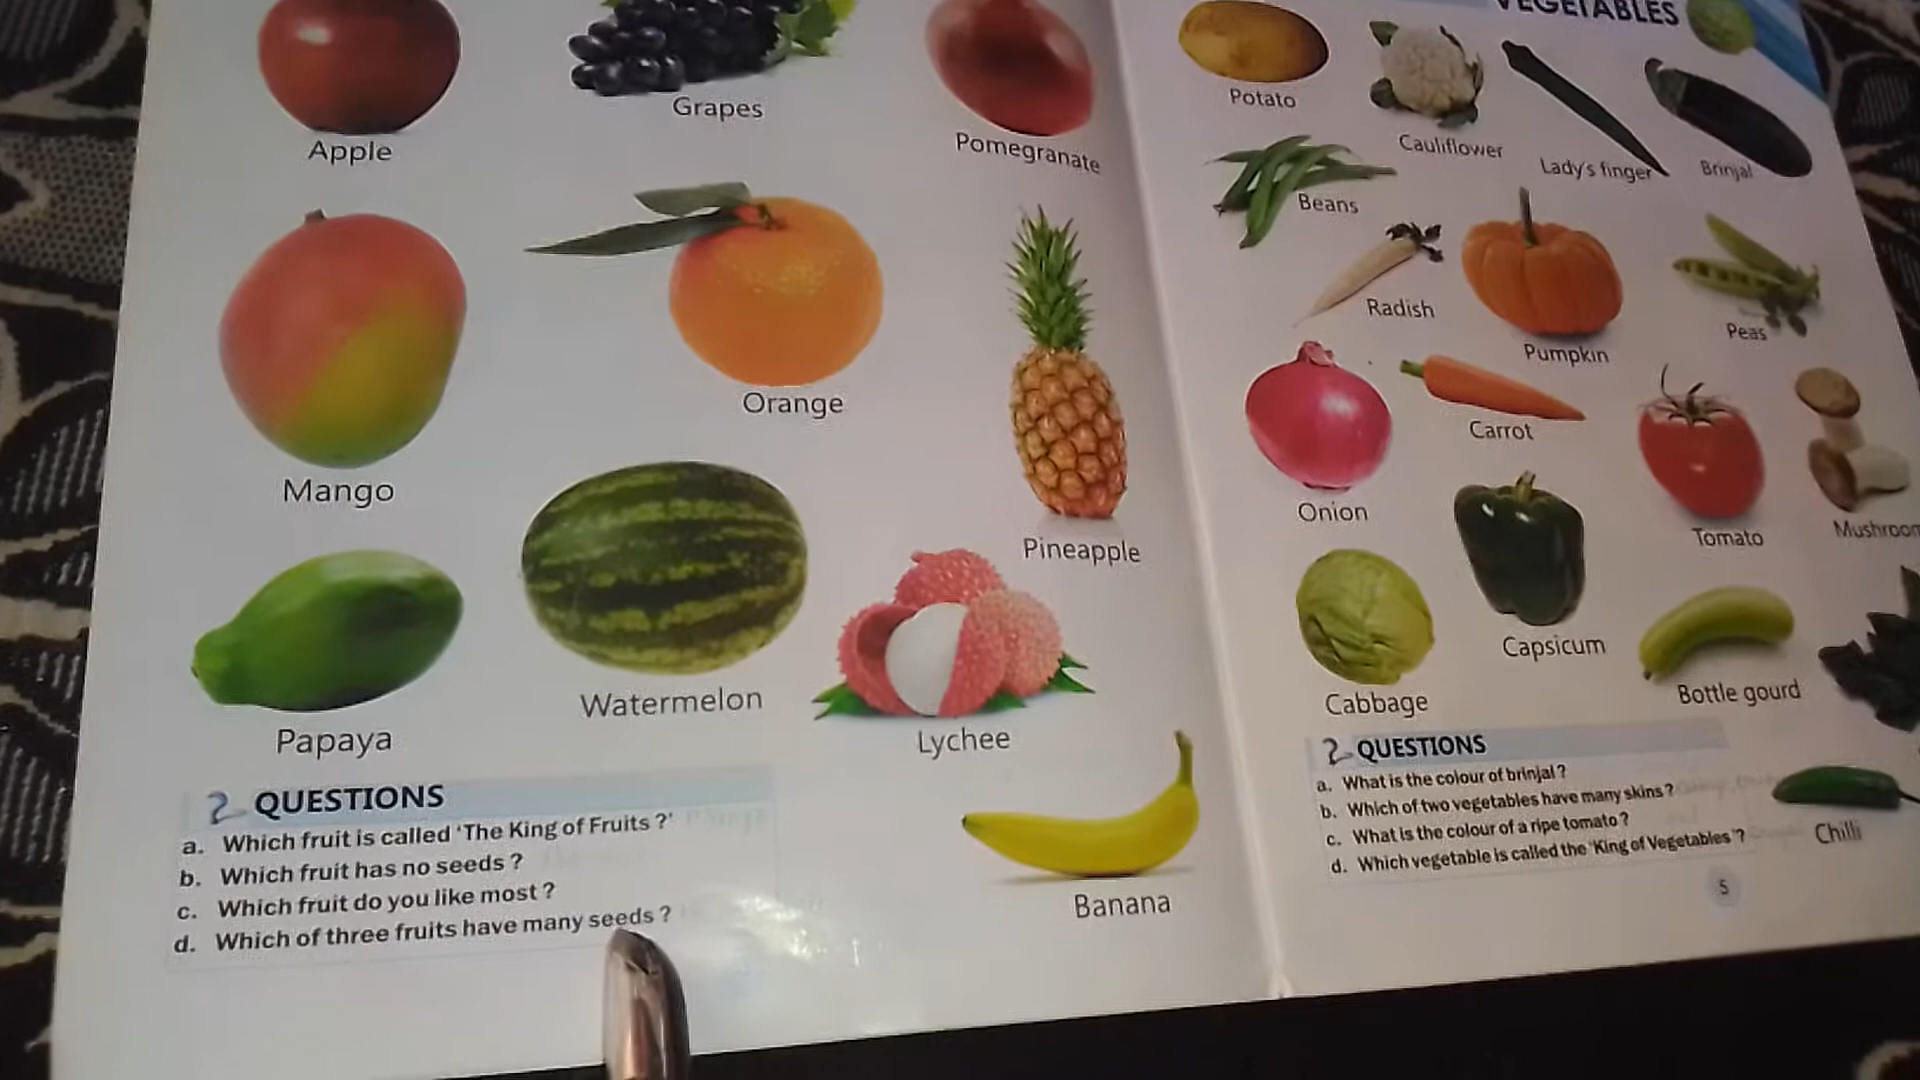 Apple
Grapes
Pomegranate
Mango
Orange
Pineapple
Papaya
Watermelon
Lychee
Banana
QUESTIONS
a. Which fruit is called ‘The King of Fruits ?’
b. Which fruit has no seeds ?
c. Which fruit do you like most ?
d. Which of three fruits have many seeds ?
VEGETABLES
Potato
Cauliflower
Lady's finger
Brinjal
Beans
Radish
Pumpkin
Peas
Onion
Carrot
Tomato
Mushroom
Cabbage
Capsicum
Bottle gourd
Chilli
QUESTIONS
a. What is the colour of brinjal ?
b. Which of two vegetables have many skins ?
c. What is the colour of a ripe tomato ?
d. Which vegetable is called the ‘King of Vegetables’ ?
5